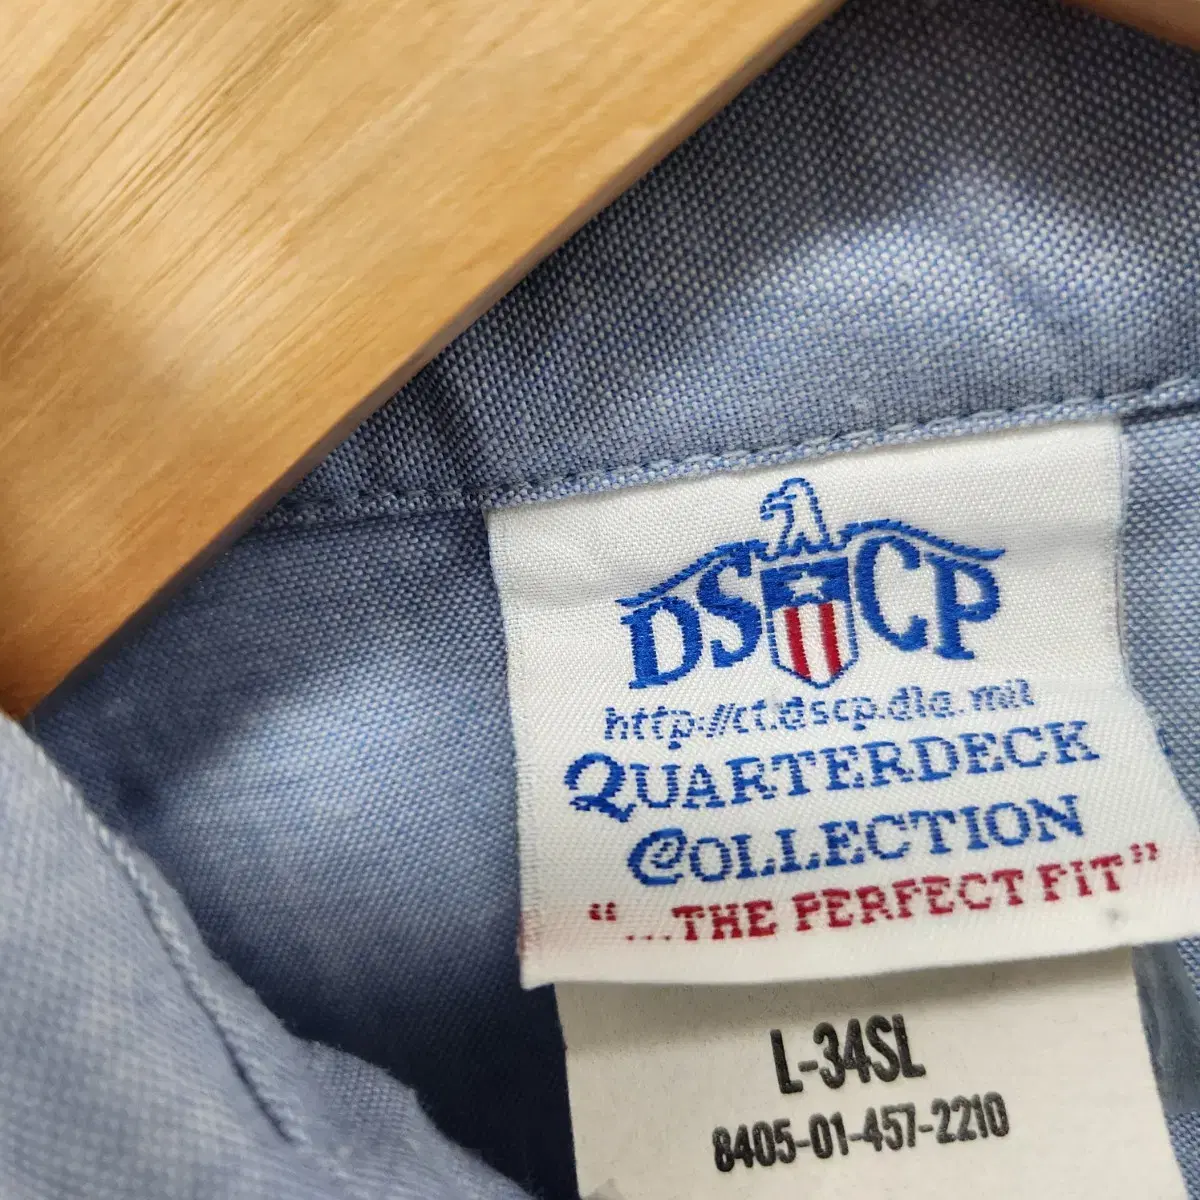 DSCP
http://ct.dscp.dla.mil
QUARTERDECK
COLLECTION
"...THE PERFECT FIT"
L-34SL
8405-01-457-2210